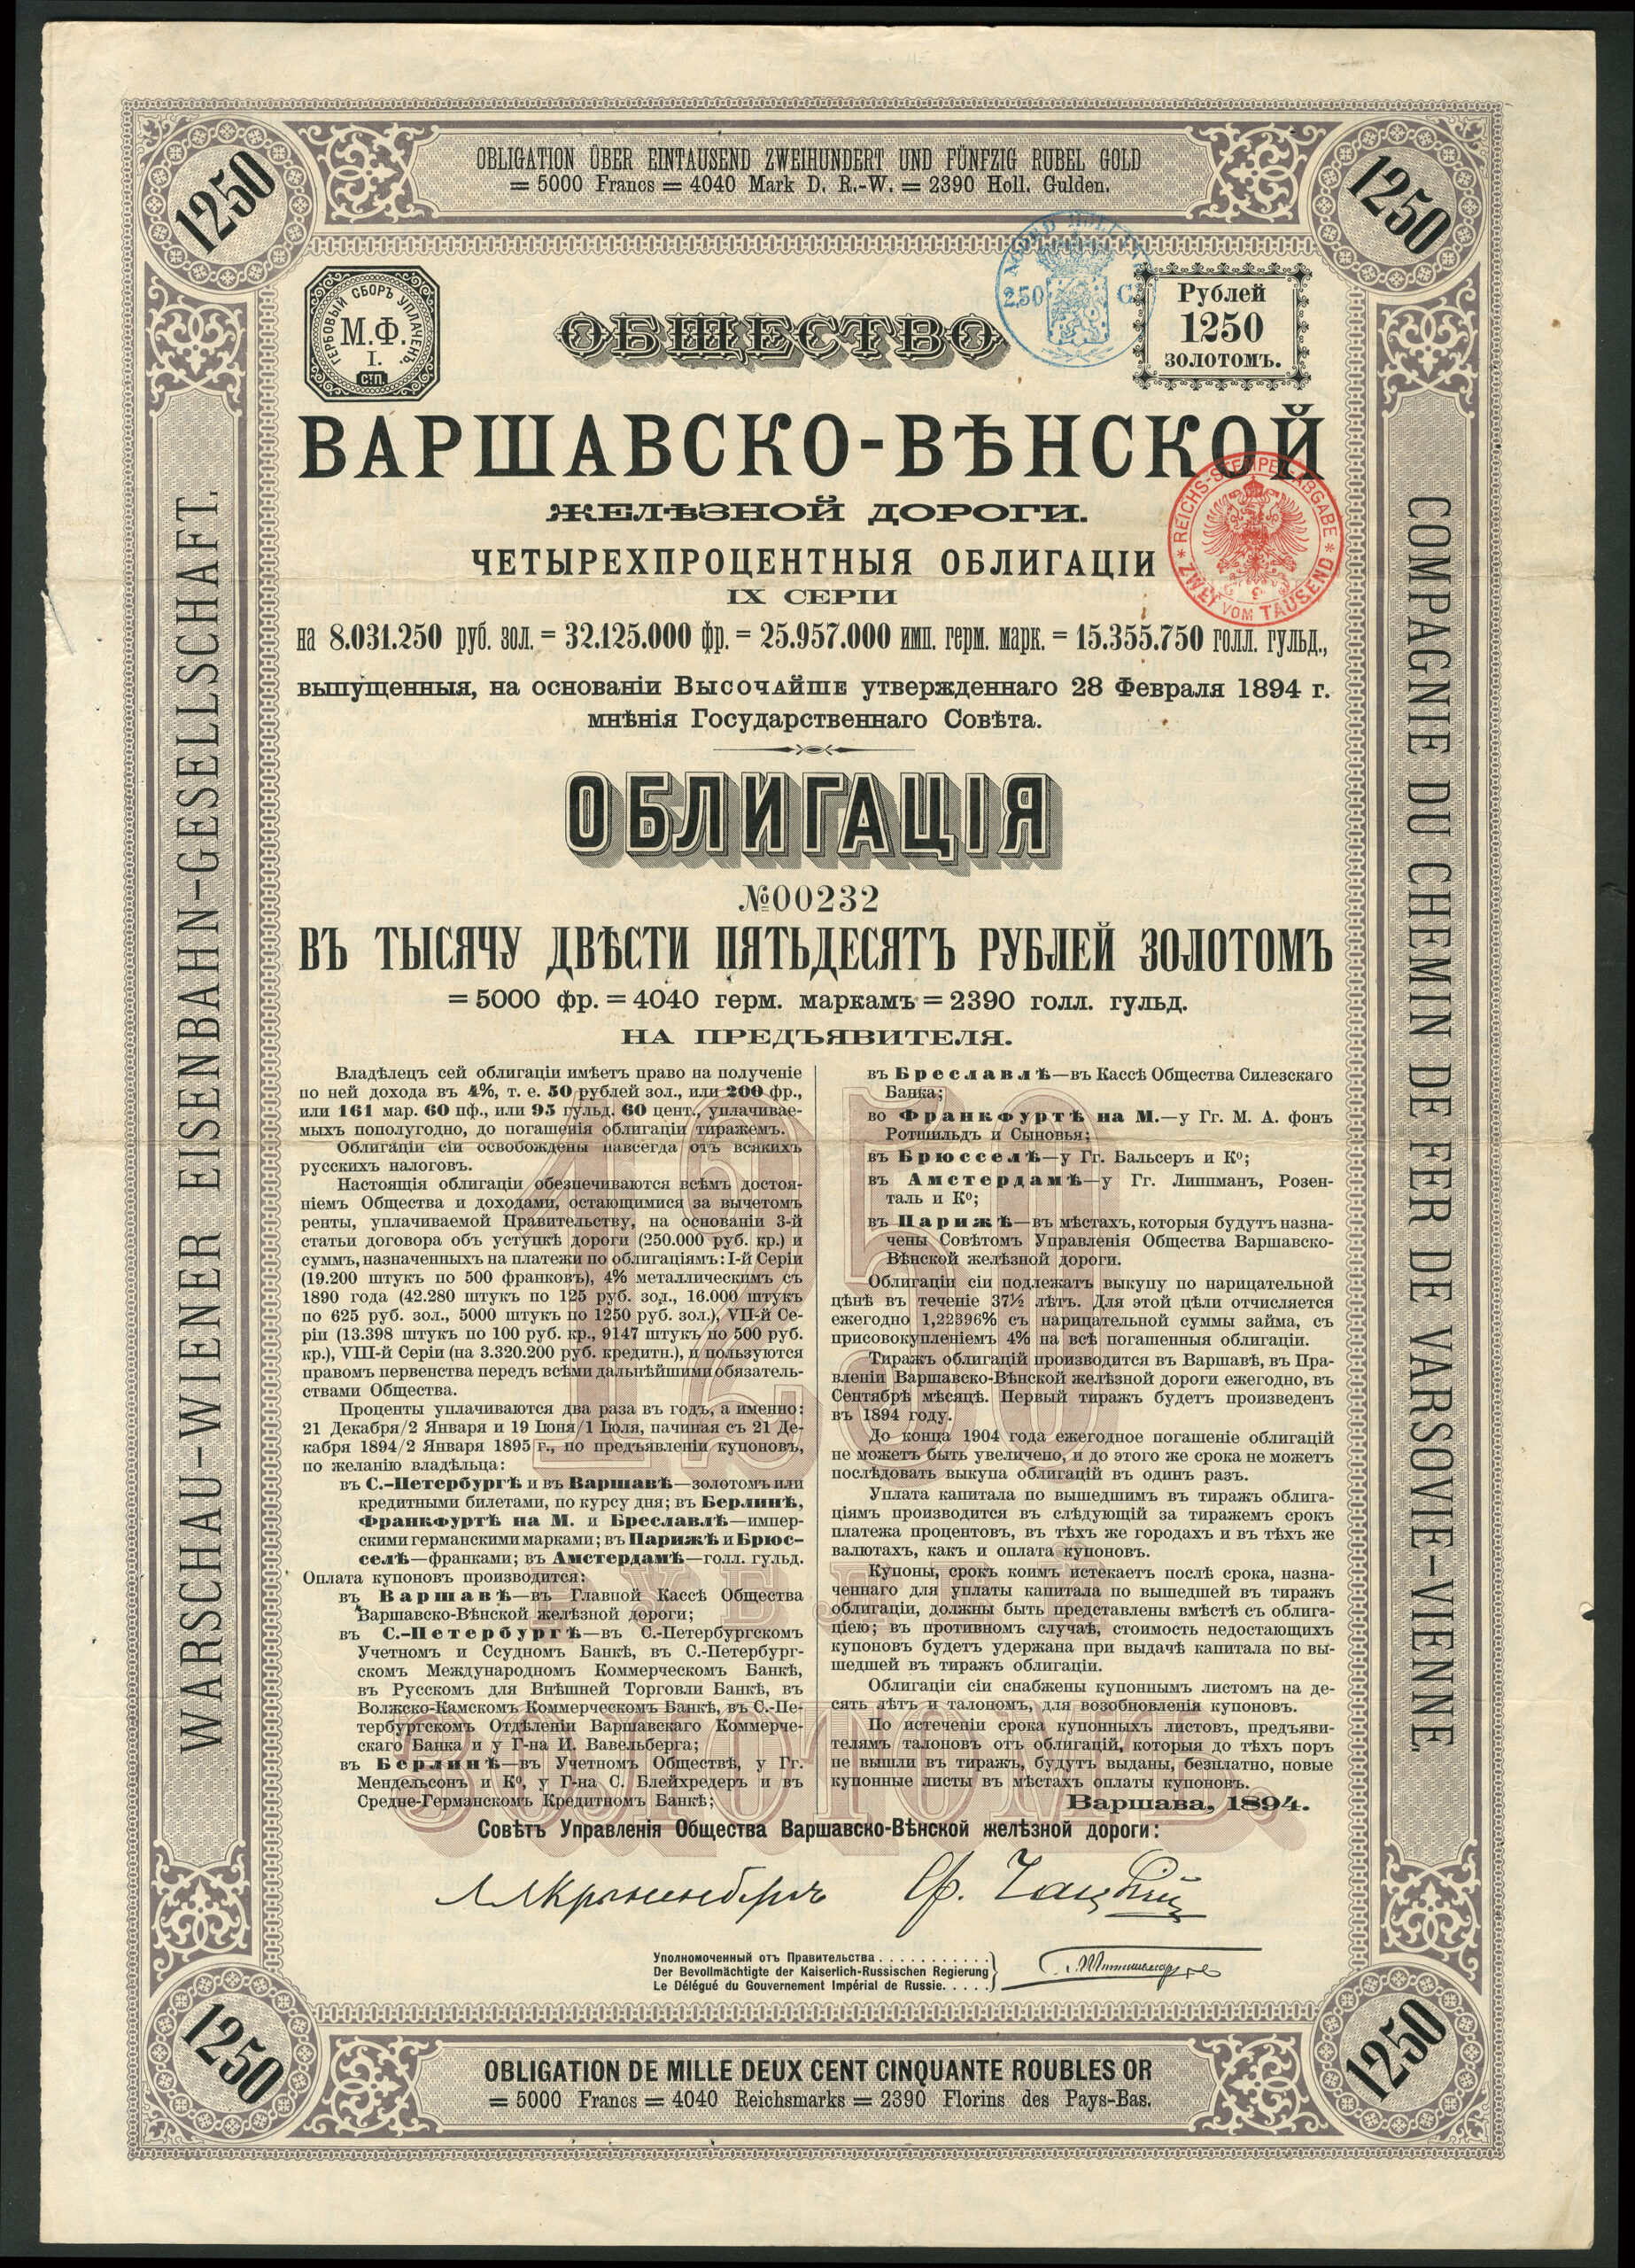 OBLIGATION ÜBER EINTAUSEND ZWEIHUNDERT UND FÜNFZIG RUBEL GOLD
= 5000 Francs = 4040 Mark D. R.-W. = 2390 Holl. Gulden.
1250
1250
ГЕРБОВЫЙ СБОРЪ УПЛАЧЕНЪ.
М.Ф.
I.
С.П.
NOORD HOLLAND
250 C
Рублей
1250
золотомъ.
ОБЩЕСТВО
ВАРШАВСКО-ВѢНСКОЙ
ЖЕЛѢЗНОЙ ДОРОГИ.
REICHS-STEMPEL-ABGABE
* ZWEI VOM TAUSEND *
ЧЕТЫРЕХПРОЦЕНТНЫЯ ОБЛИГАЦІИ
IX СЕРІИ
на 8.031.250 руб. зол. = 32.125.000 фр. = 25.957.000 имп. герм. марк. = 15.355.750 голл. гульд.,
выпущенныя, на основаніи Высочайше утвержденнаго 28 Февраля 1894 г.
мнѣнія Государственнаго Совѣта.
ОБЛИГАЦІЯ
№00232
ВЪ ТЫСЯЧУ ДВѢСТИ ПЯТЬДЕСЯТЪ РУБЛЕЙ ЗОЛОТОМЪ
= 5000 фр. = 4040 герм. маркамъ = 2390 голл. гульд.
НА ПРЕДЪЯВИТЕЛЯ.
Владѣлецъ сей облигаціи имѣетъ право на полученіе
по ней дохода въ 4%, т. е. 50 рублей зол., или 200 фр.,
или 161 мар. 60 пф., или 95 гульд. 60 цент., уплачивае-
мыхъ пополугодно, до погашенія облигаціи тиражемъ.
Облигаціи сіи освобождены навсегда отъ всякихъ
русскихъ налоговъ.
Настоящія облигаціи обезпечиваются всѣмъ достоя-
ніемъ Общества и доходами, остающимися за вычетомъ
ренты, уплачиваемой Правительству, на основаніи 3-й
статьи договора объ уступкѣ дороги (250.000 руб. кр.) и
суммъ, назначенныхъ на платежи по облигаціямъ: I-й Серіи
(19.200 штукъ по 500 франковъ), 4% металлическимъ съ
1890 года (42.280 штукъ по 125 руб. зол., 16.000 штукъ
по 625 руб. зол., 5000 штукъ по 1250 руб. зол.), VII-й Се-
ріи (13.398 штукъ по 100 руб. кр., 9147 штукъ по 500 руб.
кр.), VIII-й Серіи (на 3.320.200 руб. кредитн.), и пользуются
правомъ первенства передъ всѣми дальнѣйшими обязатель-
ствами Общества.
Проценты уплачиваются два раза въ годъ, а именно:
21 Декабря/2 Января и 19 Іюня/1 Іюля, начиная съ 21 Де-
кабря 1894/2 Января 1895 г., по предъявленіи купоновъ,
по желанію владѣльца:
въ С.-Петербургѣ и въ Варшавѣ—золотомъ или
кредитными билетами, по курсу дня; въ Берлинѣ,
Франкфуртѣ на М. и Бреславлѣ—импер-
скими германскими марками; въ Парижѣ и Брюс-
селѣ—франками; въ Амстердамѣ—голл. гульд.
Оплата купоновъ производится:
въ Варшавѣ—въ Главной Кассѣ Общества
Варшавско-Вѣнской желѣзной дороги;
въ С.-Петербургѣ—въ С.-Петербургскомъ
Учетномъ и Ссудномъ Банкѣ, въ С.-Петербург-
скомъ Международномъ Коммерческомъ Банкѣ,
въ Русскомъ для Внѣшней Торговли Банкѣ, въ
Волжско-Камскомъ Коммерческомъ Банкѣ, въ С.-Пе-
тербургскомъ Отдѣленіи Варшавскаго Коммерче-
скаго Банка и у Г-на И. Вавельберга;
въ Берлинѣ—въ Учетномъ Обществѣ, у Гг.
Мендельсонъ и Ко, у Г-на С. Блейхредеръ и въ
Средне-Германскомъ Кредитномъ Банкѣ;
въ Бреславлѣ—въ Кассѣ Общества Силезскаго
Банка;
во Франкфуртѣ на М.—у Гг. М. А. фонъ
Ротшильдъ и Сыновья;
въ Брюсселѣ—у Гг. Бальсеръ и Ко;
въ Амстердамѣ—у Гг. Липпманъ, Розен-
таль и Ко;
въ Парижѣ—въ мѣстахъ, которыя будутъ назна-
чены Совѣтомъ Управленія Общества Варшавско-
Вѣнской желѣзной дороги.
Облигаціи сіи подлежатъ выкупу по нарицательной
цѣнѣ въ теченіе 37½ лѣтъ. Для этой цѣли отчисляется
ежегодно 1,22396% съ нарицательной суммы займа, съ
присовокупленіемъ 4% на всѣ погашенныя облигаціи.
Тиражъ облигацій производится въ Варшавѣ, въ Пра-
вленіи Варшавско-Вѣнской желѣзной дороги ежегодно, въ
Сентябрѣ мѣсяцѣ. Первый тиражъ будетъ произведенъ
въ 1894 году.
До конца 1904 года ежегодное погашеніе облигацій
не можетъ быть увеличено, и до этого же срока не можетъ
послѣдовать выкупа облигацій въ одинъ разъ.
Уплата капитала по вышедшимъ въ тиражъ облига-
ціямъ производится въ слѣдующій за тиражемъ срокъ
платежа процентовъ, въ тѣхъ же городахъ и въ тѣхъ же
валютахъ, какъ и оплата купоновъ.
Купоны, срокъ коимъ истекаетъ послѣ срока, назна-
ченнаго для уплаты капитала по вышедшей въ тиражъ
облигаціи, должны быть представлены вмѣстѣ съ облига-
ціею; въ противномъ случаѣ, стоимость недостающихъ
купоновъ будетъ удержана при выдачѣ капитала по вы-
шедшей въ тиражъ облигаціи.
Облигаціи сіи снабжены купоннымъ листомъ на де-
сять лѣтъ и талономъ, для возобновленія купоновъ.
По истеченіи срока купонныхъ листовъ, предъяви-
телямъ талоновъ отъ облигацій, которыя до тѣхъ поръ
не вышли въ тиражъ, будутъ выданы, безплатно, новые
купонные листы въ мѣстахъ оплаты купоновъ.
Варшава, 1894.
1250
РУБЛЕЙ
ЗОЛОТОМЪ.
Совѣтъ Управленія Общества Варшавско-Вѣнской желѣзной дороги:
Уполномоченный отъ Правительства
Der Bevollmächtigte der Kaiserlich-Russischen Regierung
Le Délégué du Gouvernement Impérial de Russie.
WARSCHAU-WIENER EISENBAHN-GESELLSCHAFT.
COMPAGNIE DU CHEMIN DE FER DE VARSOVIE-VIENNE.
1250
1250
OBLIGATION DE MILLE DEUX CENT CINQUANTE ROUBLES OR
= 5000 Francs = 4040 Reichsmarks = 2390 Florins des Pays-Bas.